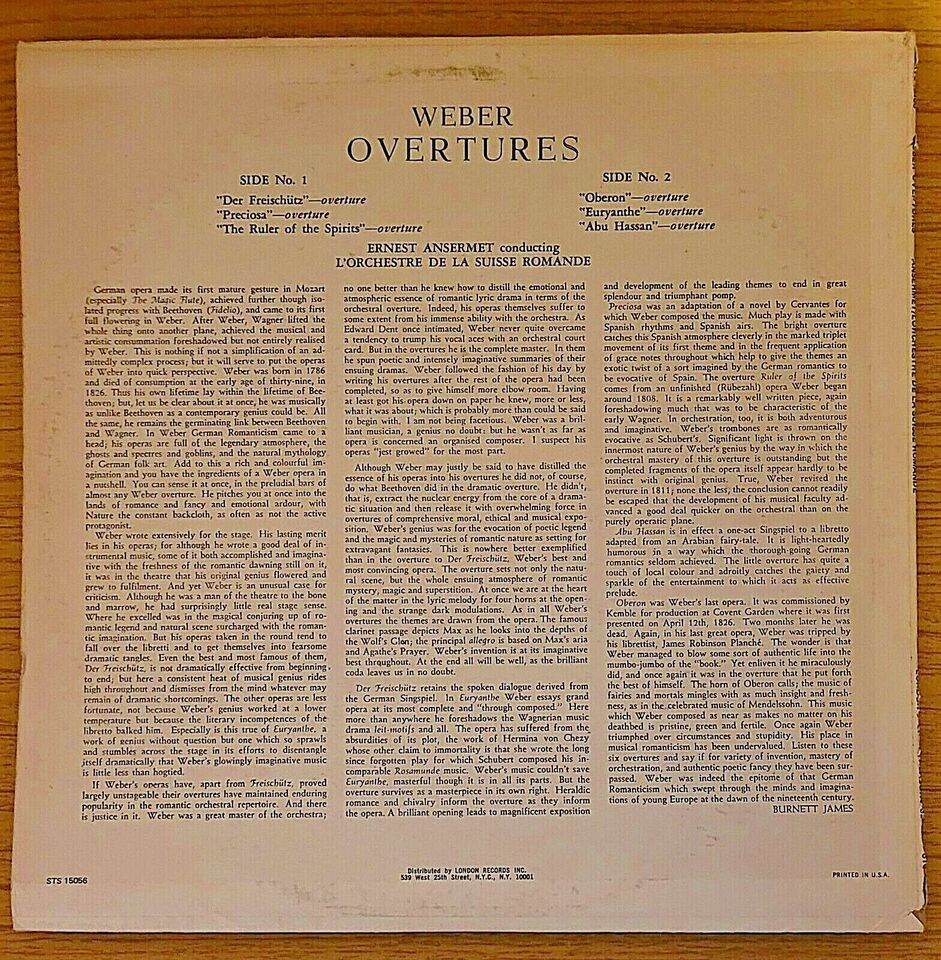 WEBER
OVERTURES
SIDE No. 1
"Der Freischütz"—overture
"Preciosa"—overture
"The Ruler of the Spirits"—overture
SIDE No. 2
"Oberon"—overture
"Euryanthe"—overture
"Abu Hassan"—overture
ERNEST ANSERMET conducting
L'ORCHESTRE DE LA SUISSE ROMANDE
German opera made its first mature gesture in Mozart
(especially The Magic Flute), achieved further though iso-
lated progress with Beethoven (Fidelio), and came to its first
full flowering in Weber. After Weber, Wagner lifted the
whole thing onto another plane, achieved the musical and
artistic consummation foreshadowed but not entirely realised
by Weber. This is nothing if not a simplification of an ad-
mittedly complex process; but it will serve to put the operas
of Weber into quick perspective. Weber was born in 1786
and died of consumption at the early age of thirty-nine, in
1826. Thus his own lifetime lay within the lifetime of Bee-
thoven; but, let us be clear about it at once, he was musically
as unlike Beethoven as a contemporary genius could be. All
the same, he remains the germinating link between Beethoven
and Wagner. In Weber German Romanticism came to a
head; his operas are full of the legendary atmosphere, the
ghosts and spectres and goblins, and the natural mythology
of German folk art. Add to this a rich and colourful im-
agination and you have the ingredients of a Weber opera in
a nutshell. You can sense it at once, in the preludial bars of
almost any Weber overture. He pitches you at once into the
lands of romance and fancy and emotional ardour, with
Nature the constant backcloth, as often as not the active
protagonist.
Weber wrote extensively for the stage. His lasting merit
lies in his operas; for although he wrote a good deal of in-
strumental music, some of it both accomplished and imagina-
tive with the freshness of the romantic dawning still on it,
it was in the theatre that his original genius flowered and
grew to fulfilment. And yet Weber is an unusual case for
criticism. Although he was a man of the theatre to the bone
and marrow, he had surprisingly little real stage sense.
Where he excelled was in the magical conjuring up of ro-
mantic legend and natural scene surcharged with the roman-
tic imagination. But his operas taken in the round tend to
fall over the libretti and to get themselves into fearsome
dramatic tangles. Even the best and most famous of them,
Der Freischütz, is not dramatically effective from beginning
to end; but here a consistent heat of musical genius rides
high throughout and dismisses from the mind whatever may
remain of dramatic shortcomings. The other operas are less
fortunate, not because Weber's genius worked at a lower
temperature but because the literary incompetences of the
libretto balked him. Especially is this true of Euryanthe, a
work of genius without question but one which so sprawls
and stumbles across the stage in its efforts to disentangle
itself dramatically that Weber's glowingly imaginative music
is little less than hogtied.
If Weber's operas have, apart from Freischütz, proved
largely unstageable their overtures have maintained enduring
popularity in the romantic orchestral repertoire. And there
is justice in it. Weber was a great master of the orchestra;
no one better than he knew how to distill the emotional and
atmospheric essence of romantic lyric drama in terms of the
orchestral overture. Indeed, his operas themselves suffer to
some extent from his immense ability with the orchestra. As
Edward Dent once intimated, Weber never quite overcame
a tendency to trump his vocal aces with an orchestral court
card. But in the overtures he is the complete master. In them
he spun poetic and intensely imaginative summaries of their
ensuing dramas. Weber followed the fashion of his day by
writing his overtures after the rest of the opera had been
completed, so as to give himself more elbow room. Having
at least got his opera down on paper he knew, more or less,
what it was about; which is probably more than could be said
to begin with. I am not being facetious. Weber was a bril-
liant musician, a genius no doubt: but he wasn't as far as
opera is concerned an organised composer. I suspect his
operas "jest growed" for the most part.
Although Weber may justly be said to have distilled the
essence of his operas into his overtures he did not, of course,
do what Beethoven did in the dramatic overture. He didn't,
that is, extract the nuclear energy from the core of a drama-
tic situation and then release it with overwhelming force in
overtures of comprehensive moral, ethical and musical expo-
sition. Weber's genius was for the evocation of poetic legend
and the magic and mysteries of romantic nature as setting for
extravagant fantasies. This is nowhere better exemplified
than in the overture to Der Freischütz, Weber's best and
most convincing opera. The overture sets not only the natu-
ral scene, but the whole ensuing atmosphere of romantic
mystery, magic and superstition. At once we are at the heart
of the matter in the lyric melody for four horns at the open-
ing and the strange dark modulations. As in all Weber's
overtures the themes are drawn from the opera. The famous
clarinet passage depicts Max as he looks into the depths of
the Wolf's Glen; the principal allegro is based on Max's aria
and Agathe's Prayer. Weber's invention is at its imaginative
best throughout. At the end all will be well, as the brilliant
coda leaves us in no doubt.
Der Freischütz retains the spoken dialogue derived from
the German Singspiel. In Euryanthe Weber essays grand
opera at its most complete and "through composed." Here
more than anywhere he foreshadows the Wagnerian music
drama leit-motifs and all. The opera has suffered from the
absurdities of its plot, the work of Hermina von Chezy
whose other claim to immortality is that she wrote the long
since forgotten play for which Schubert composed his in-
comparable Rosamunde music. Weber's music couldn't save
Euryanthe, masterful though it is in all its parts. But the
overture survives as a masterpiece in its own right. Heraldic
romance and chivalry inform the overture as they inform
the opera. A brilliant opening leads to magnificent exposition
and development of the leading themes to end in great
splendour and triumphant pomp.
Preciosa was an adaptation of a novel by Cervantes for
which Weber composed the music. Much play is made with
Spanish rhythms and Spanish airs. The bright overture
catches this Spanish atmosphere cleverly in the marked triplet
movement of its first theme and in the frequent application
of grace notes throughout which help to give the themes an
exotic twist of a sort imagined by the German romantics to
be evocative of Spain. The overture Ruler of the Spirits
comes from an unfinished (Rübezahl) opera Weber began
around 1808. It is a remarkably well written piece, again
foreshadowing much that was to be characteristic of the
early Wagner. In orchestration, too, it is both adventurous
and imaginative. Weber's trombones are as romantically
evocative as Schubert's. Significant light is thrown on the
innermost nature of Weber's genius by the way in which the
orchestral mastery of this overture is outstanding but the
completed fragments of the opera itself appear hardly to be
instinct with original genius. True, Weber revised the
overture in 1811; none the less, the conclusion cannot readily
be escaped that the development of his musical faculty ad-
vanced a good deal quicker on the orchestral than on the
purely operatic plane.
Abu Hassan is in effect a one-act Singspiel to a libretto
adapted from an Arabian fairy-tale. It is light-heartedly
humorous in a way which the thorough-going German
romantics seldom achieved. The little overture has quite a
touch of local colour and adroitly catches the gaiety and
sparkle of the entertainment to which it acts as effective
prelude.
Oberon was Weber's last opera. It was commissioned by
Kemble for production at Covent Garden where it was first
presented on April 12th, 1826. Two months later he was
dead. Again, in his last great opera, Weber was tripped by
his librettist, James Robinson Planché. The wonder is that
Weber managed to blow some sort of authentic life into the
mumbo-jumbo of the "book." Yet enliven it he miraculously
did, and once again it was in the overture that he put forth
the best of himself. The horn of Oberon calls; the music of
fairies and mortals mingles with as much insight and fresh-
ness, as in the celebrated music of Mendelssohn. This music
which Weber composed as near as makes no matter on his
deathbed is pristine, green and fertile. Once again Weber
triumphed over circumstances and stupidity. His place in
musical romanticism has been undervalued. Listen to these
six overtures and say if for variety of invention, mastery of
orchestration, and authentic poetic fancy they have been sur-
passed. Weber was indeed the epitome of that German
Romanticism which swept through the minds and imagina-
tions of young Europe at the dawn of the nineteenth century.
BURNETT JAMES
STS 15056
Distributed by LONDON RECORDS INC.
539 West 25th Street, N.Y.C., N.Y. 10001
PRINTED IN U.S.A.